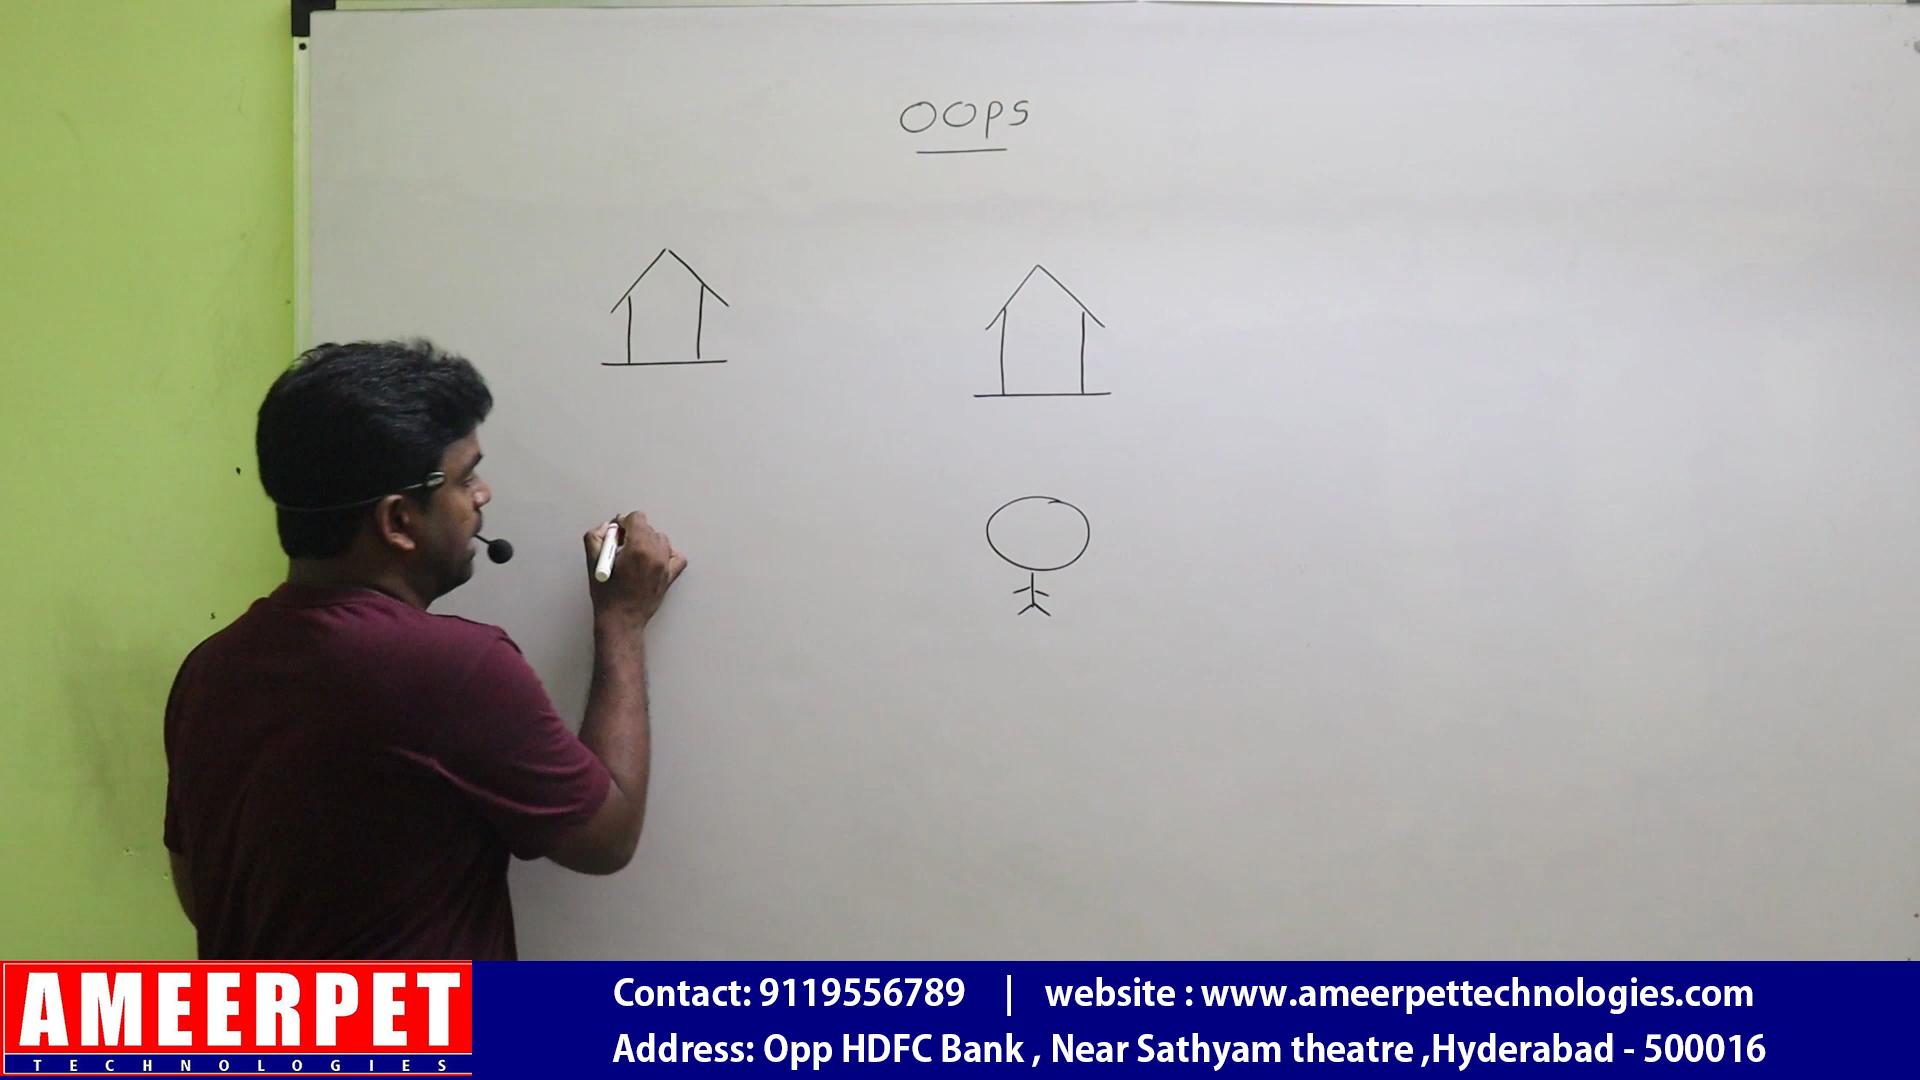 OOPS
AMEERPET
TECHNOLOGIES
Contact: 9119556789 | website : www.ameerpettechnologies.com
Address: Opp HDFC Bank , Near Sathyam theatre ,Hyderabad - 500016